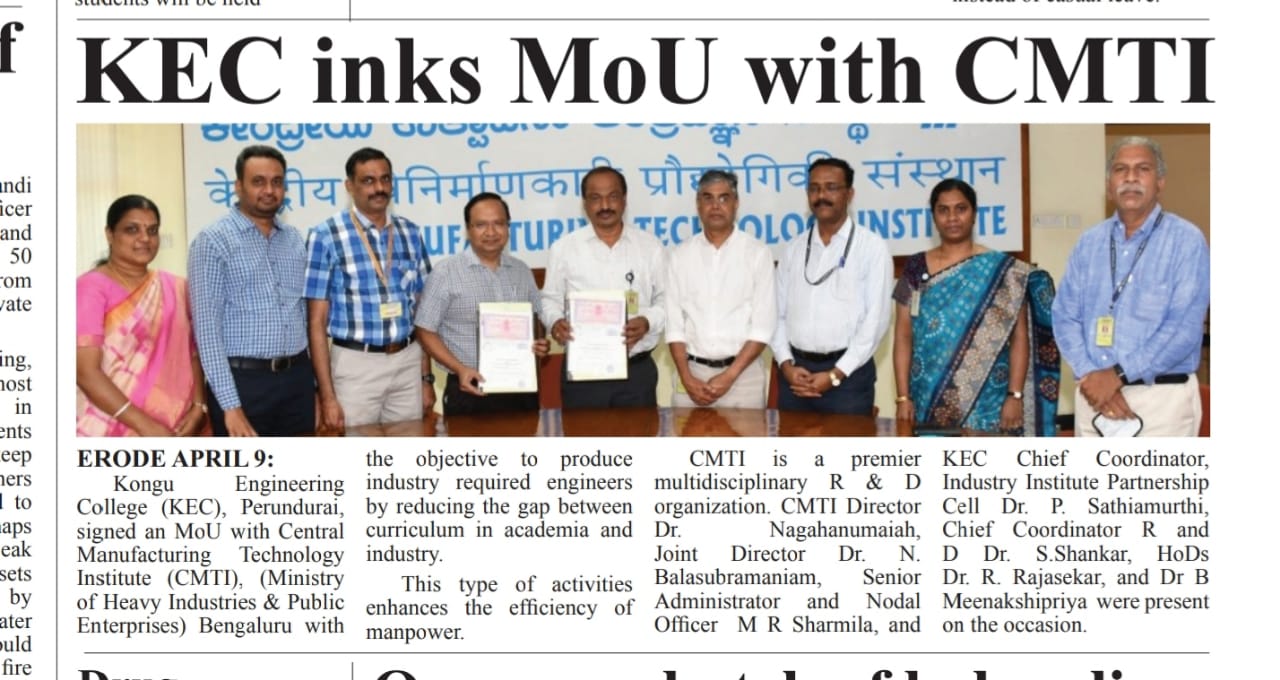 students will be held
instead of casual leave.
f
andi
icer
and
50
rom
vate
ing,
nost
in
ents
eep
ners
l to
naps
eak
sets
by
ater
ould
fire
KEC inks MoU with CMTI
केन्द्रीय निर्माणकारी प्रौद्योगिकी संस्थान
TECHNOLOGY INSTITUTE
ERODE APRIL 9:
Kongu Engineering
College (KEC), Perundurai,
signed an MoU with Central
Manufacturing Technology
Institute (CMTI), (Ministry
of Heavy Industries & Public
Enterprises) Bengaluru with
the objective to produce
industry required engineers
by reducing the gap between
curriculum in academia and
industry.
This type of activities
enhances the efficiency of
manpower.
CMTI is a premier
multidisciplinary R & D
organization. CMTI Director
Dr. Nagahanumaiah,
Joint Director Dr. N.
Balasubramaniam, Senior
Administrator and Nodal
Officer M R Sharmila, and
KEC Chief Coordinator,
Industry Institute Partnership
Cell Dr. P. Sathiamurthi,
Chief Coordinator R and
D Dr. S.Shankar, HoDs
Dr. R. Rajasekar, and Dr B
Meenakshipriya were present
on the occasion.